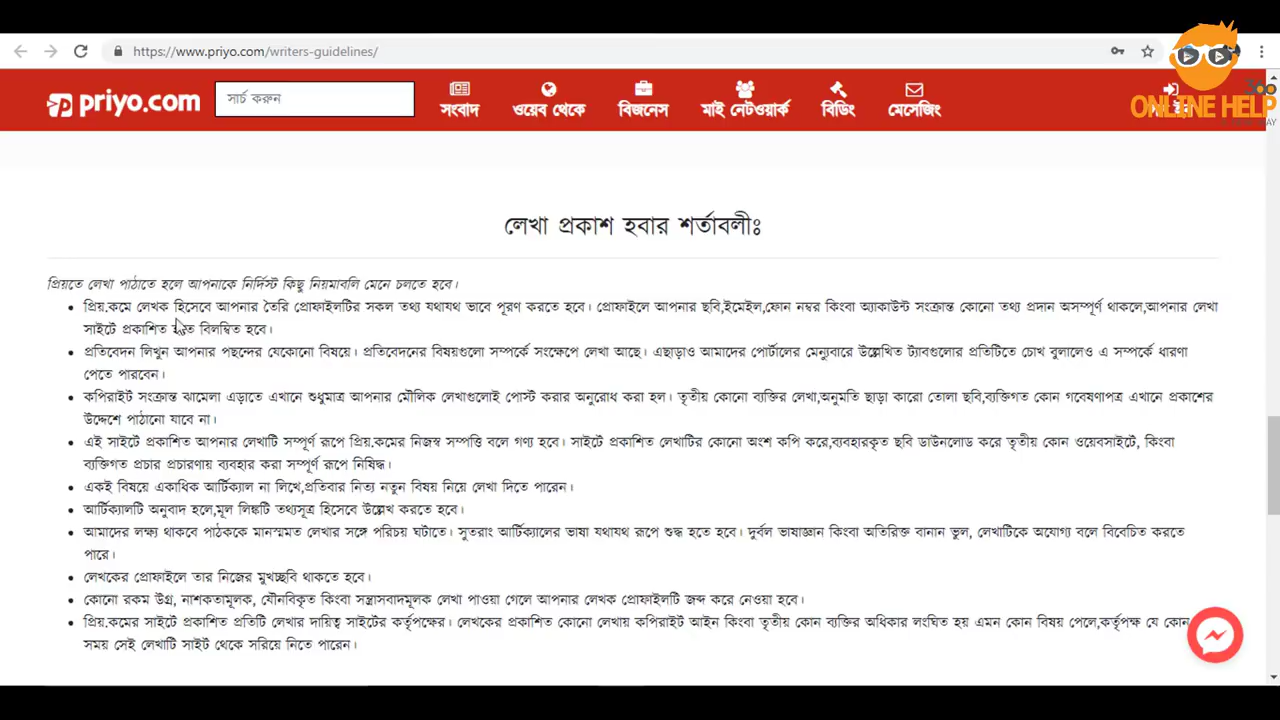 https://www.priyo.com/writers-guidelines/
priyo.com
সার্চ করুন
সংবাদ
ওয়েব থেকে
বিজনেস
মাই নেটওয়ার্ক
বিডিং
মেসেজিং
360
ONLINE HELP
AY
লেখা প্রকাশ হবার শর্তাবলীঃ
প্রিয়তে লেখা পাঠাতে হলে আপনাকে নির্দিস্ট কিছু নিয়মাবলি মেনে চলতে হবে।
প্রিয়.কমে লেখক হিসেবে আপনার তৈরি প্রোফাইলটির সকল তথ্য যথাযথ ভাবে পূরণ করতে হবে। প্রোফাইলে আপনার ছবি,ইমেইল,ফোন নম্বর কিংবা অ্যাকাউন্ট সংক্রান্ত কোনো তথ্য প্রদান অসম্পূর্ণ থাকলে,আপনার লেখা
সাইটে প্রকাশিত হতে বিলম্বিত হবে।
প্রতিবেদন লিখুন আপনার পছন্দের যেকোনো বিষয়ে। প্রতিবেদনের বিষয়গুলো সম্পর্কে সংক্ষেপে লেখা আছে। এছাড়াও আমাদের পোর্টালের মেন্যুবারে উল্লেখিত ট্যাবগুলোর প্রতিটিতে চোখ বুলালেও এ সম্পর্কে ধারণা
পেতে পারবেন।
কপিরাইট সংক্রান্ত ঝামেলা এড়াতে এখানে শুধুমাত্র আপনার মৌলিক লেখাগুলোই পোস্ট করার অনুরোধ করা হল। তৃতীয় কোনো ব্যক্তির লেখা,অনুমতি ছাড়া কারো তোলা ছবি,ব্যক্তিগত কোন গবেষণাপত্র এখানে প্রকাশের
উদ্দেশে পাঠানো যাবে না।
এই সাইটে প্রকাশিত আপনার লেখাটি সম্পূর্ণ রূপে প্রিয়.কমের নিজস্ব সম্পত্তি বলে গণ্য হবে। সাইটে প্রকাশিত লেখাটির কোনো অংশ কপি করে,ব্যবহারকৃত ছবি ডাউনলোড করে তৃতীয় কোন ওয়েবসাইটে, কিংবা
ব্যক্তিগত প্রচার প্রচারণায় ব্যবহার করা সম্পূর্ণ রূপে নিষিদ্ধ।
একই বিষয়ে একাধিক আর্টিক্যাল না লিখে,প্রতিবার নিত্য নতুন বিষয় নিয়ে লেখা দিতে পারেন।
আর্টিক্যালটি অনুবাদ হলে,মূল লিঙ্কটি তথ্যসূত্র হিসেবে উল্লেখ করতে হবে।
আমাদের লক্ষ্য থাকবে পাঠককে মানস্মমত লেখার সঙ্গে পরিচয় ঘটাতে। সুতরাং আর্টিক্যালের ভাষা যথাযথ রূপে শুদ্ধ হতে হবে। দুর্বল ভাষাজ্ঞান কিংবা অতিরিক্ত বানান ভুল, লেখাটিকে অযোগ্য বলে বিবেচিত করতে
পারে।
লেখকের প্রোফাইলে তার নিজের মুখচ্ছবি থাকতে হবে।
কোনো রকম উগ্র, নাশকতামূলক, যৌনবিকৃত কিংবা সন্ত্রাসবাদমূলক লেখা পাওয়া গেলে আপনার লেখক প্রোফাইলটি জব্দ করে নেওয়া হবে।
প্রিয়.কমের সাইটে প্রকাশিত প্রতিটি লেখার দায়িত্ব সাইটের কর্তৃপক্ষের। লেখকের প্রকাশিত কোনো লেখায় কপিরাইট আইন কিংবা তৃতীয় কোন ব্যক্তির অধিকার লংঘিত হয় এমন কোন বিষয় পেলে,কর্তৃপক্ষ যে কোন
সময় সেই লেখাটি সাইট থেকে সরিয়ে নিতে পারেন।